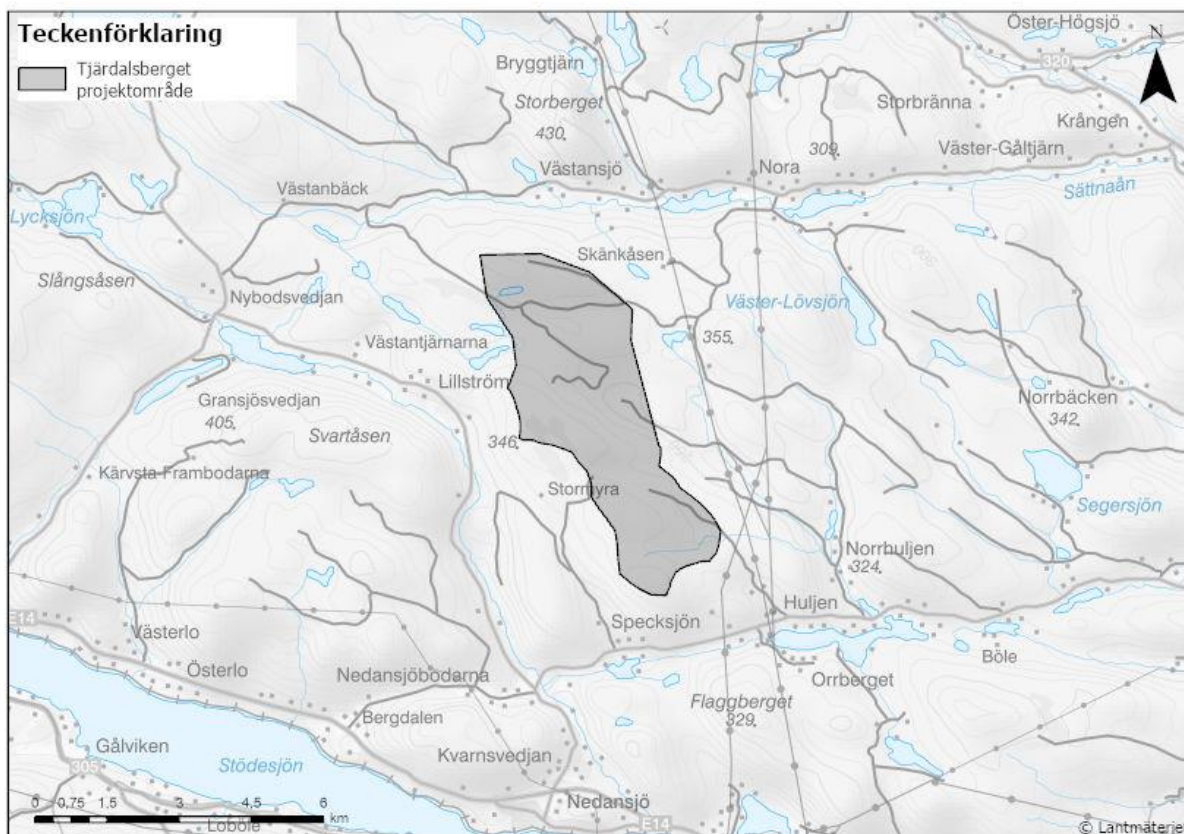 Teckenförklaring
Tjärdalsberget
projektområde
Öster-Högsjö
N
320
Bryggtjärn
Storberget
430
Storbränna
Krången
309
Väster-Gåltjärn
Västansjö
Nora
Västanbäck
Sättnaån
Lycksjön
Skänkåsen
Slångsåsen
Nybodsvedjan
Väster-Lövsjön
355
Västantjärnarna
Lillström
Gransjösvedjan
405
Svartåsen
Norrbäcken
342
346
Kärvsta-Frambodarna
Stormyra
Segersjön
Norrhuljen
324
Huljen
E14
Västerlo
Specksjön
Böle
Österlo
Nedansjöbodarna
Orrberget
Flaggberget
329
Bergdalen
Gålviken
Kvarnsvedjan
305
Stödesjön
Nedansjö
0 0,75 1,5 3 4,5 6
km
Lobole
E14
© Lantmäteriet